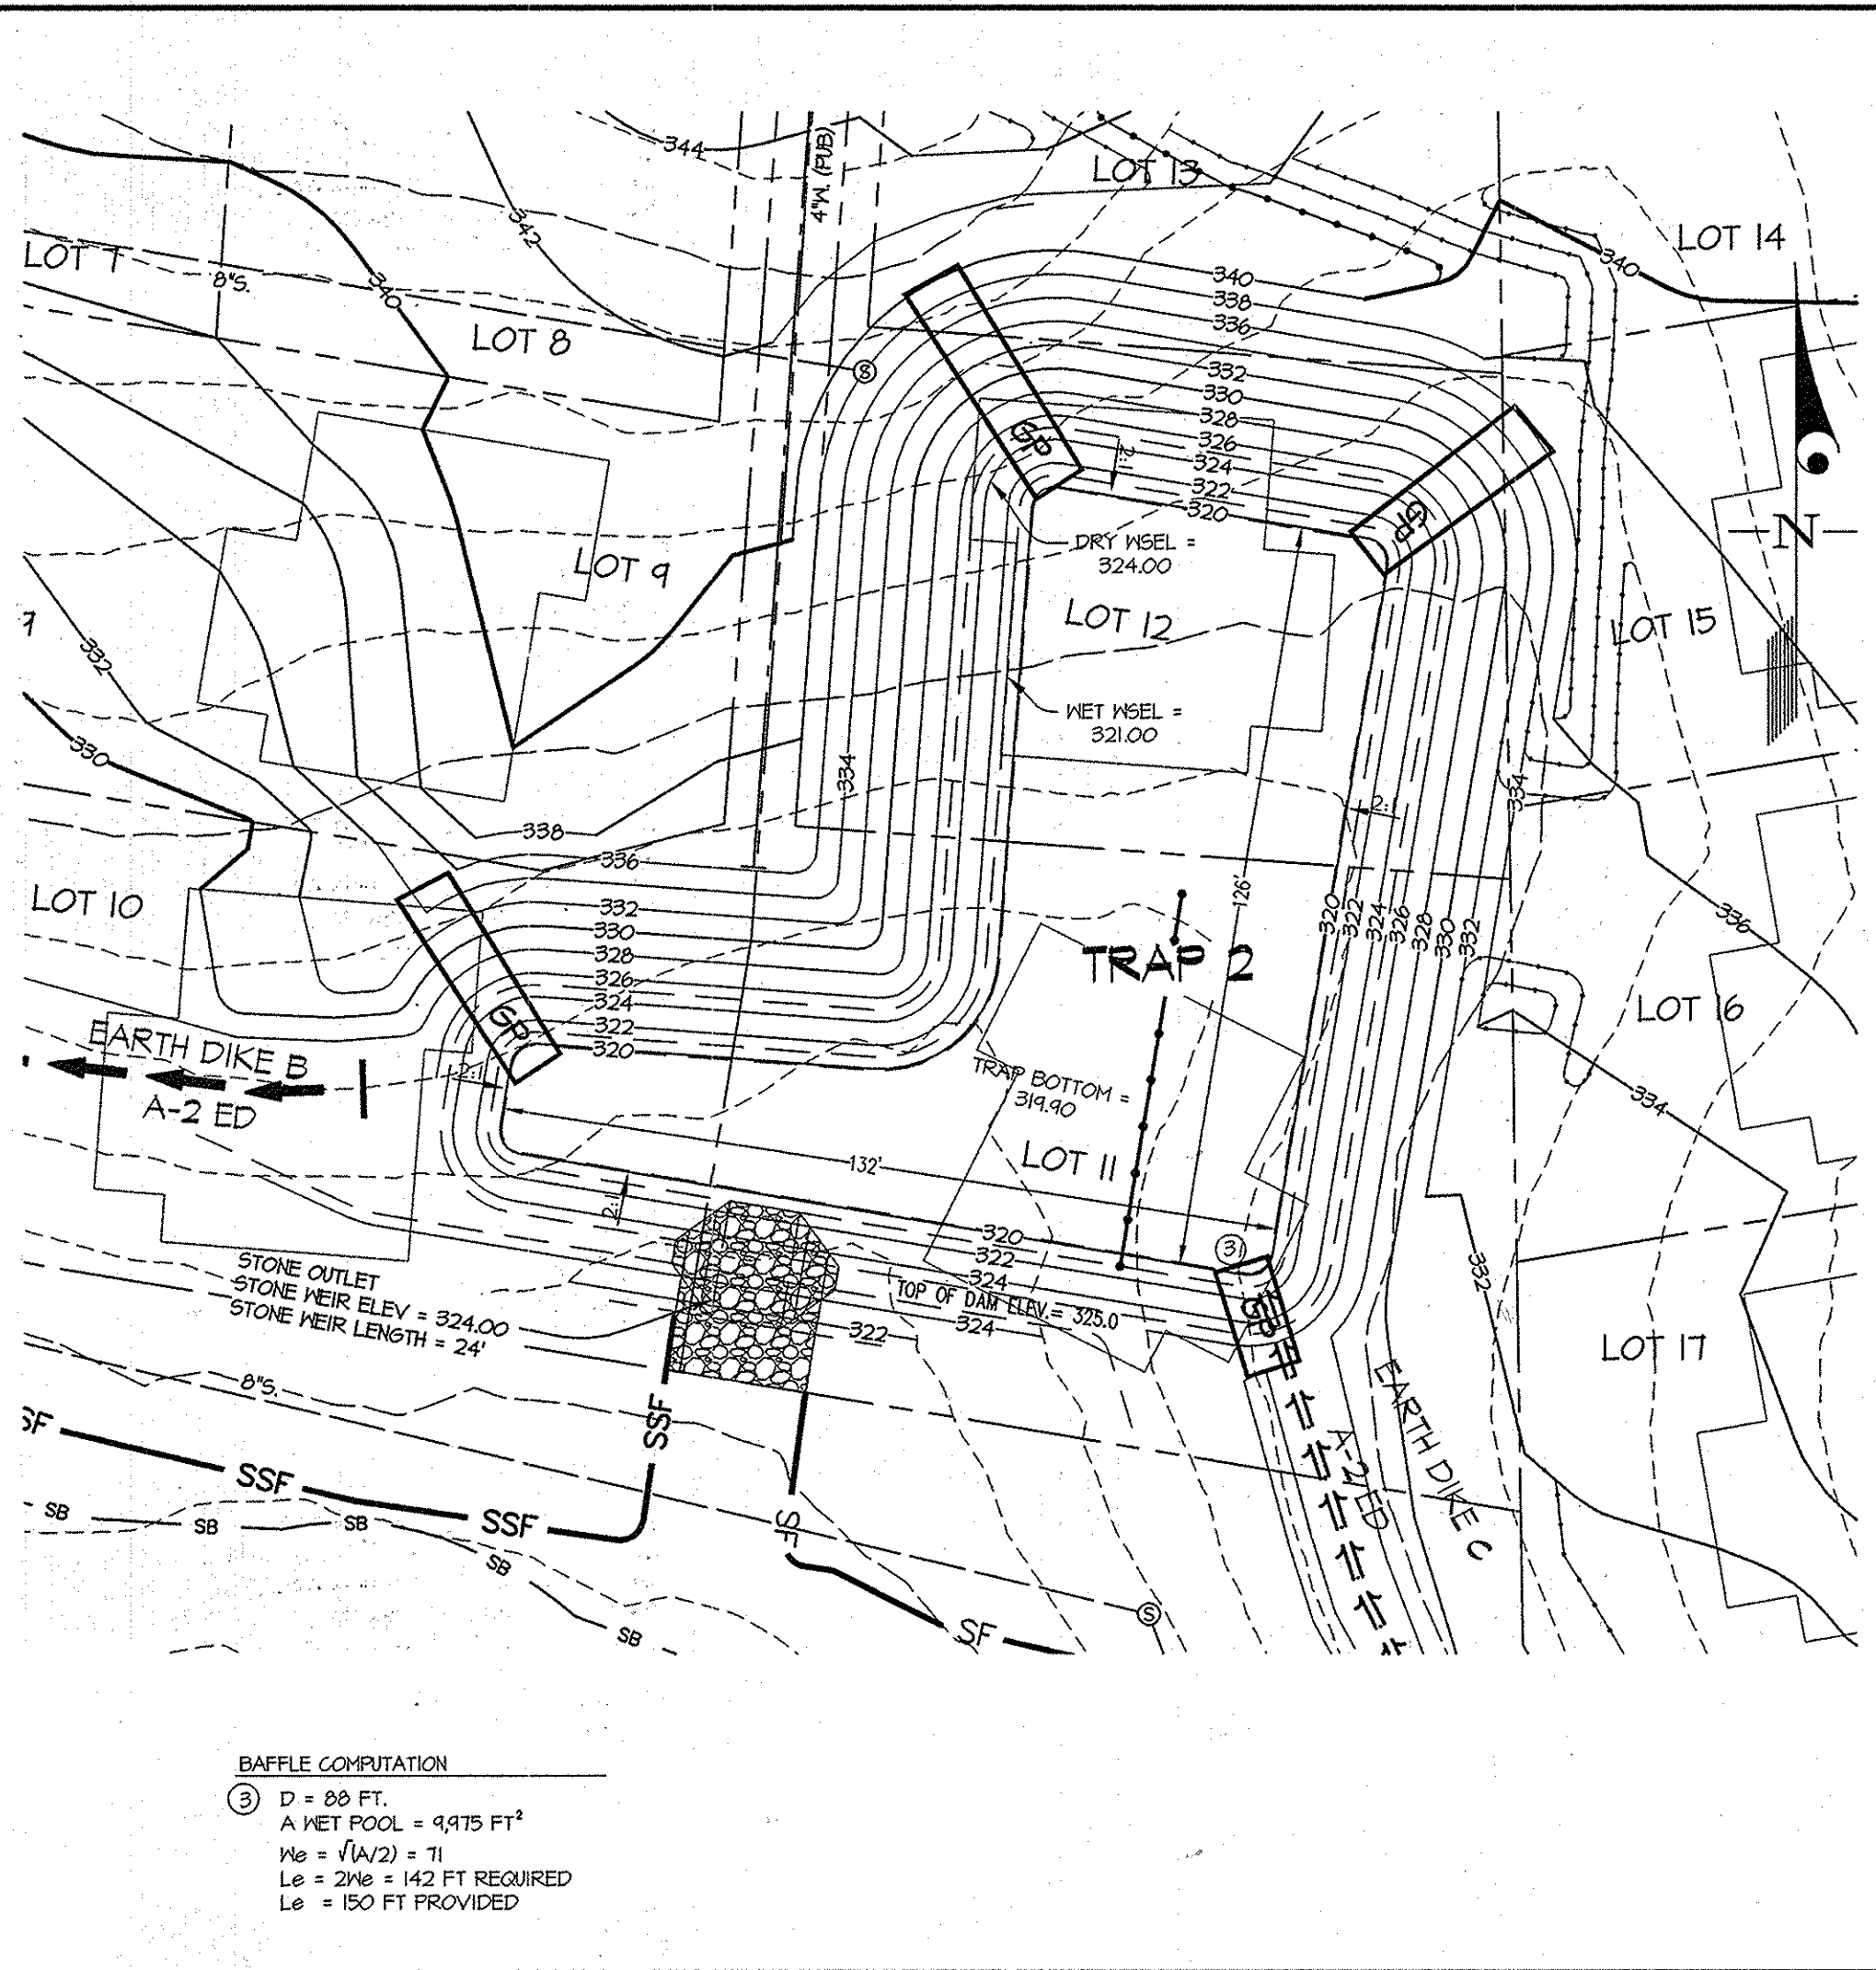 344
4"W. (PUB)
LOT 13
342
LOT 14
LOT 7
8"S.
340
340
340
338
336
LOT 8
S
332
330
328
326
324
322
320
GP
2:1
GP
N
DRY WSEL =
324.00
LOT 9
LOT 12
LOT 15
332
WET WSEL =
321.00
330
334
334
2:1
338
336
LOT 10
332
330
328
326
324
322
320
GP
2:1
126'
320
322
324
326
328
330
332
336
TRAP 2
LOT 16
EARTH DIKE B
A-2 ED
TRAP BOTTOM =
319.90
334
LOT 11
132'
2:1
320
322
324
3
332
STONE OUTLET
STONE WEIR ELEV = 324.00
STONE WEIR LENGTH = 24'
TOP OF DAM ELEV.= 325.0
322
324
GP
LOT 17
8"S.
EARTH DIKE C
A-2 ED
SF
SSF
SSF
SSF
SF
SB
SB
SB
SB
SB
S
SF
BAFFLE COMPUTATION
3 D = 88 FT.
A WET POOL = 9,975 FT²
We = √(A/2) = 71
Le = 2We = 142 FT REQUIRED
Le = 150 FT PROVIDED